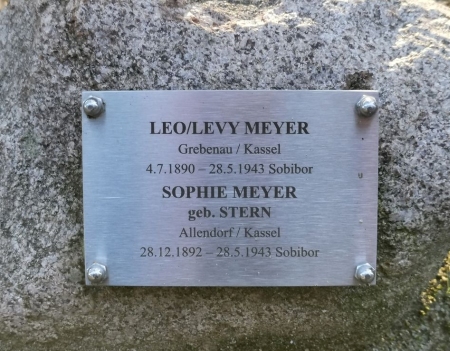 LEO/LEVY MEYER
Grebenau / Kassel
4.7.1890 – 28.5.1943 Sobibor
SOPHIE MEYER
geb. STERN
Allendorf / Kassel
28.12.1892 – 28.5.1943 Sobibor